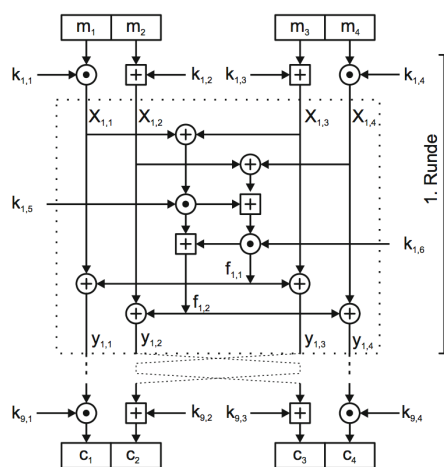 m₁ m₂ m₃ m₄
k₁,₁ k₁,₂ k₁,₃ k₁,₄
X₁,₁ X₁,₂ X₁,₃ X₁,₄
k₁,₅
k₁,₆
f₁,₁
f₁,₂
y₁,₁ y₁,₂ y₁,₃ y₁,₄
k₉,₁ k₉,₂ k₉,₃ k₉,₄
c₁ c₂ c₃ c₄
1. Runde